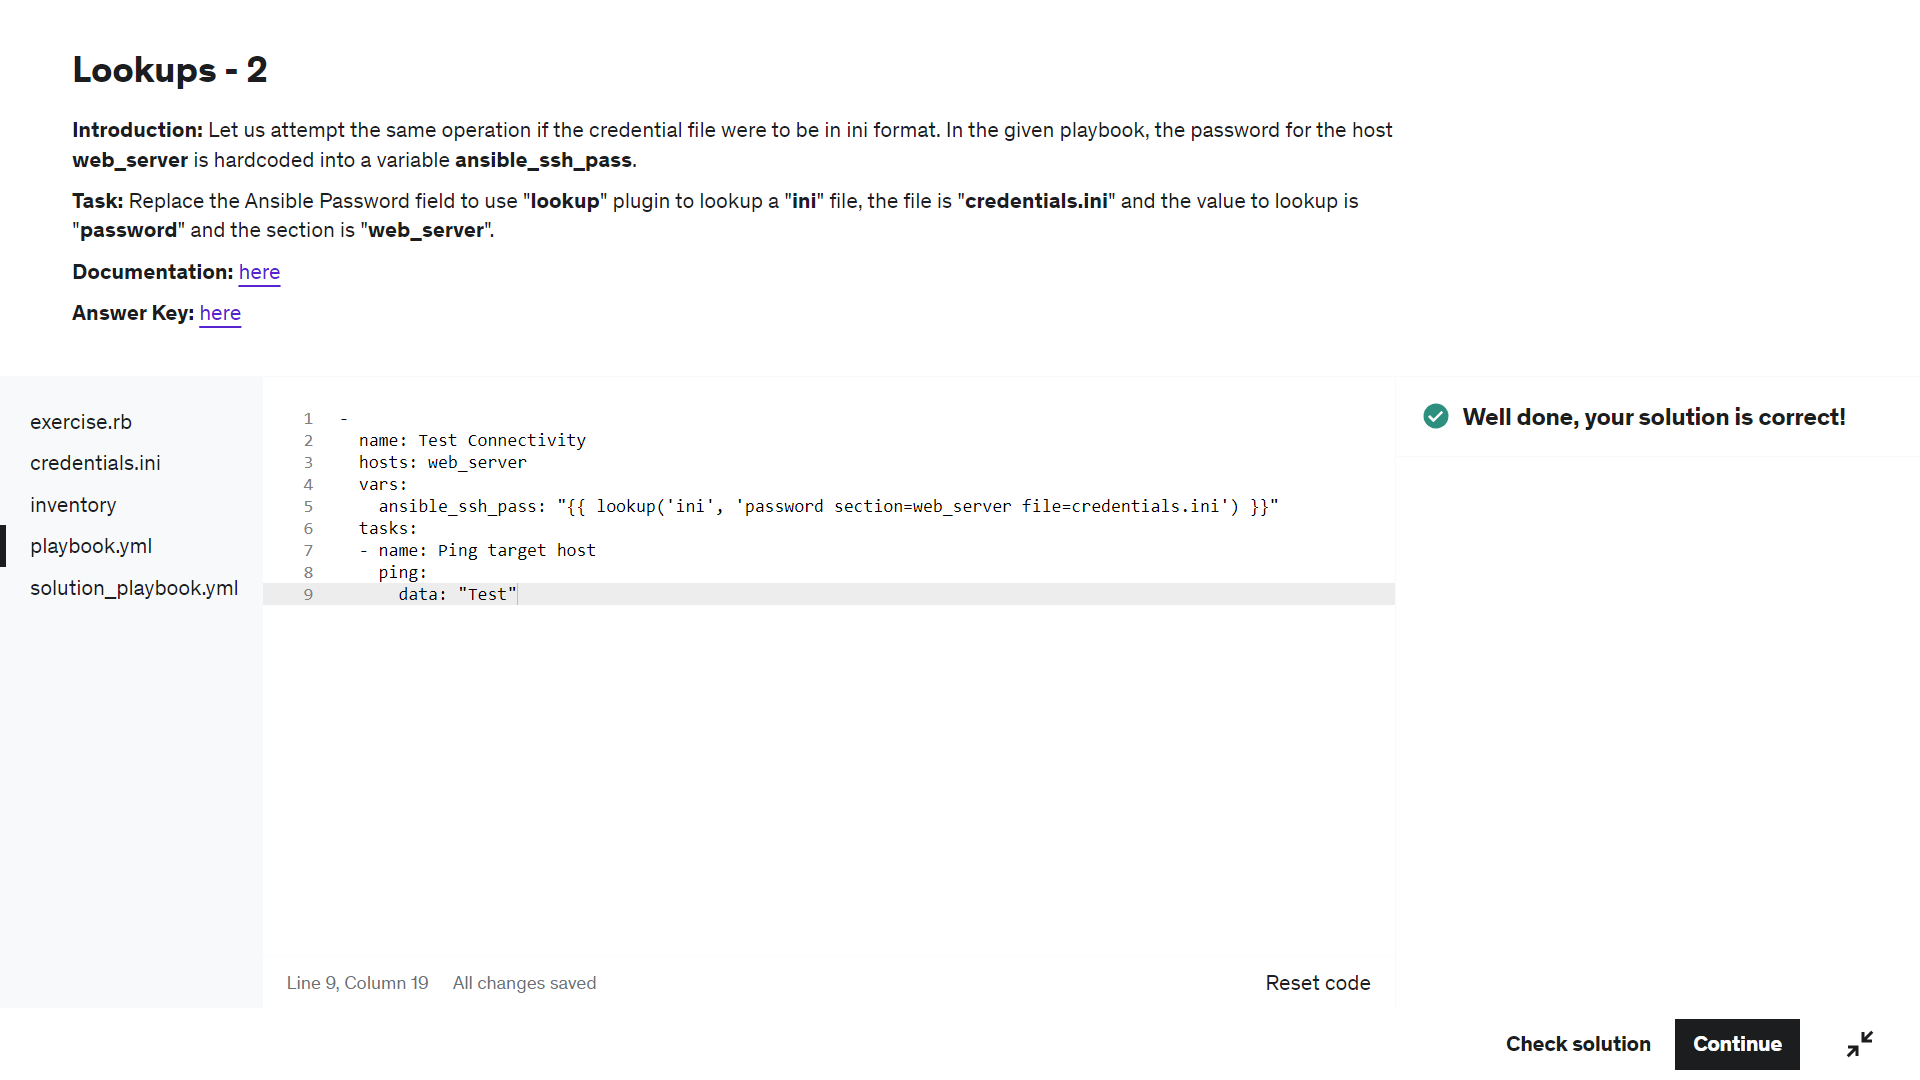 Lookups - 2
Introduction: Let us attempt the same operation if the credential file were to be in ini format. In the given playbook, the password for the host
web_server is hardcoded into a variable ansible_ssh_pass.
Task: Replace the Ansible Password field to use "lookup" plugin to lookup a "ini" file, the file is "credentials.ini" and the value to lookup is
"password" and the section is "web_server".
Documentation: here
Answer Key: here
exercise.rb
credentials.ini
inventory
playbook.yml
solution_playbook.yml
1 -
2   name: Test Connectivity
3   hosts: web_server
4   vars:
5     ansible_ssh_pass: "{{ lookup('ini', 'password section=web_server file=credentials.ini') }}"
6   tasks:
7   - name: Ping target host
8     ping:
9       data: "Test"
Well done, your solution is correct!
Line 9, Column 19 All changes saved
Reset code
Check solution
Continue